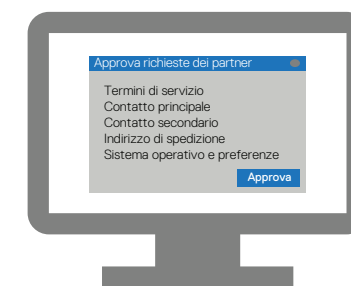 Approva richieste dei partner
Termini di servizio
Contatto principale
Contatto secondario
Indirizzo di spedizione
Sistema operativo e preferenze
Approva